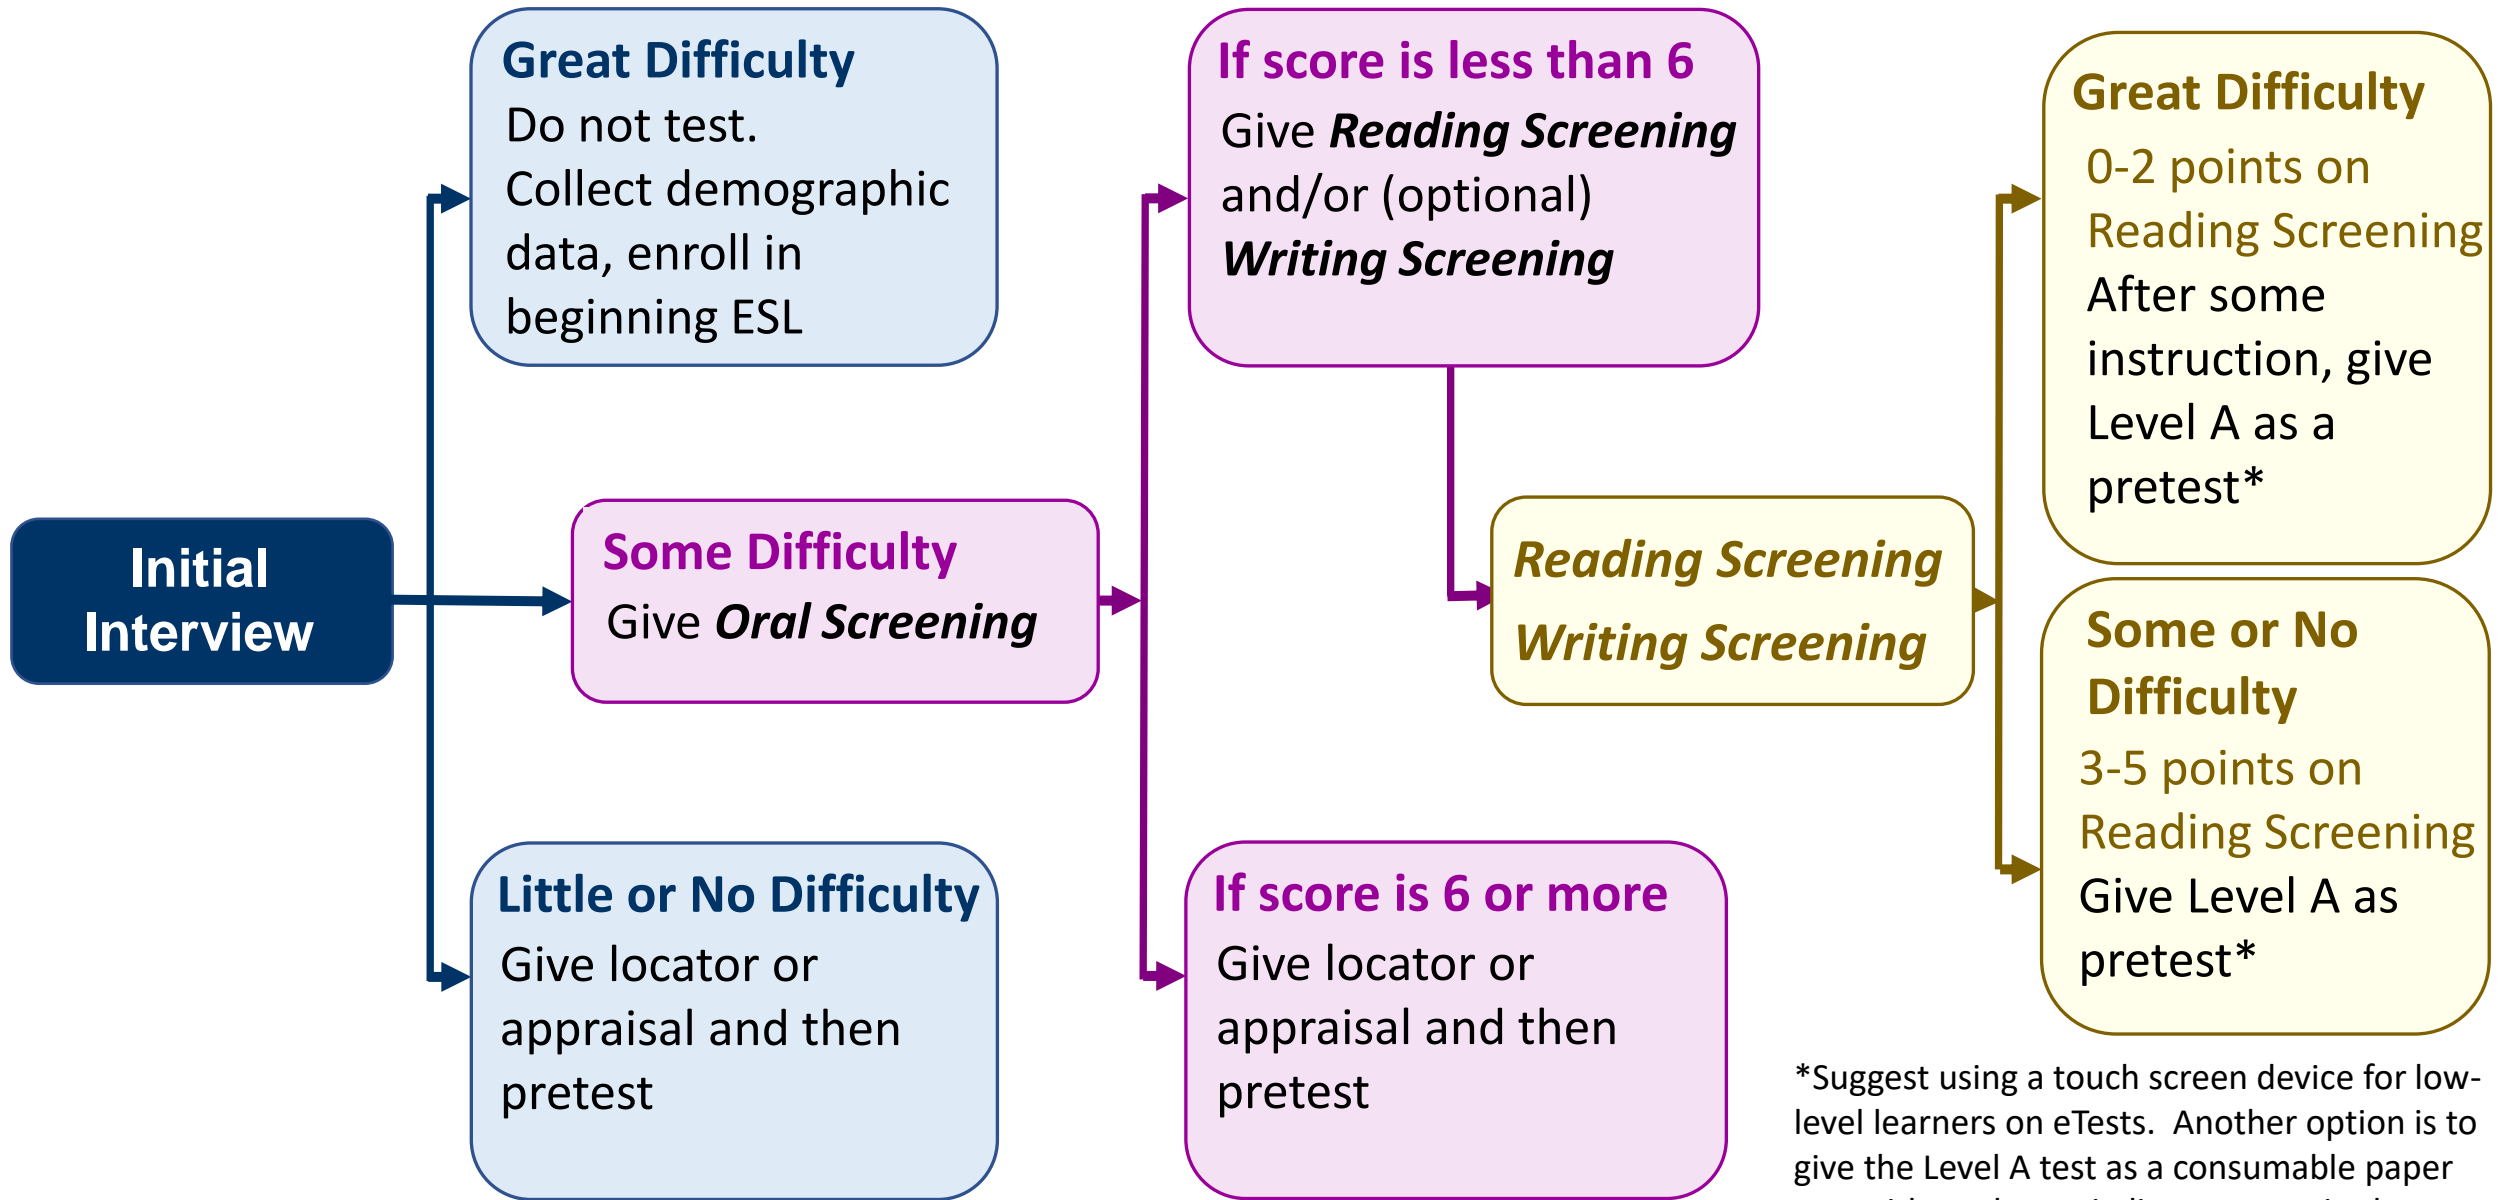 Initial
Interview
Great Difficulty
Do not test.
Collect demographic
data, enroll in
beginning ESL
Some Difficulty
Give Oral Screening
Little or No Difficulty
Give locator or
appraisal and then
pretest
If score is less than 6
Give Reading Screening
and/or (optional)
Writing Screening
If score is 6 or more
Give locator or
appraisal and then
pretest
Reading Screening
Writing Screening
Great Difficulty
0-2 points on
Reading Screening
After some
instruction, give
Level A as a
pretest*
Some or No
Difficulty
3-5 points on
Reading Screening
Give Level A as
pretest*
*Suggest using a touch screen device for low-
level learners on eTests.  Another option is to
give the Level A test as a consumable paper